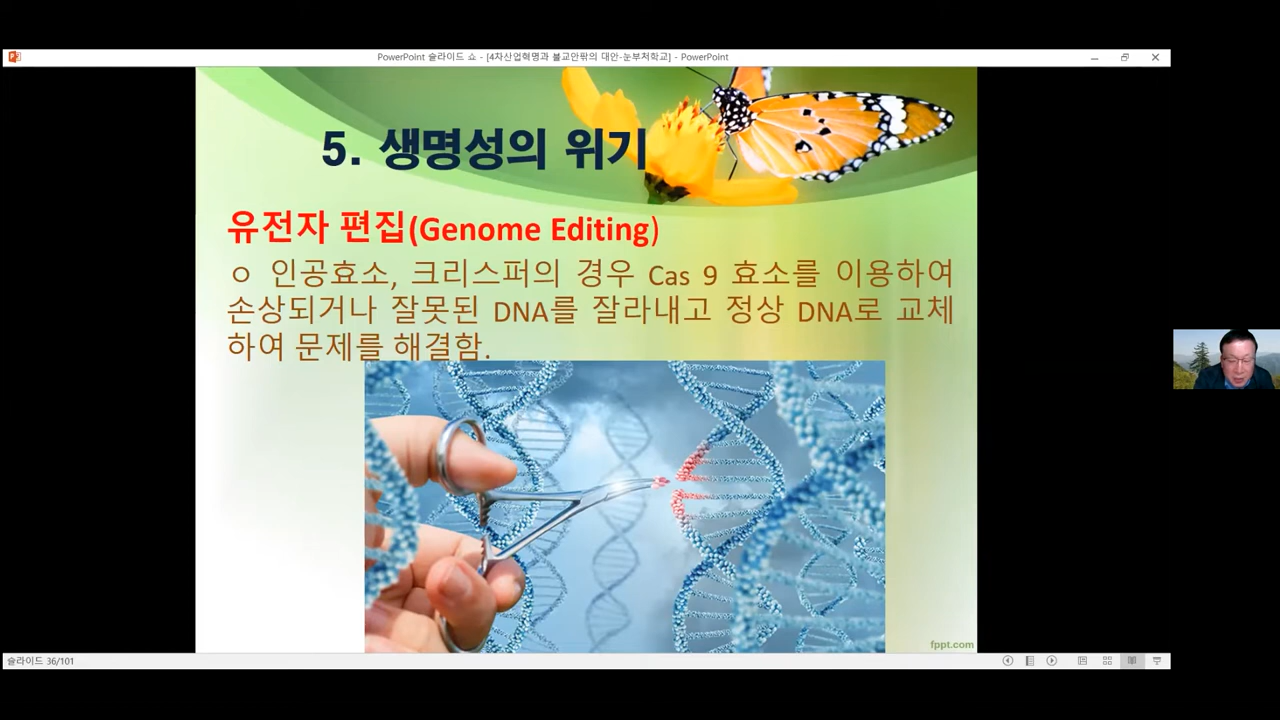 PowerPoint 슬라이드 쇼 - [4차산업혁명과 불교안팎의 대안-눈부처학교] - PowerPoint
5. 생명성의 위기
유전자 편집(Genome Editing)
ㅇ 인공효소, 크리스퍼의 경우 Cas 9 효소를 이용하여
손상되거나 잘못된 DNA를 잘라내고 정상 DNA로 교체
하여 문제를 해결함.
fppt.com
슬라이드 36/101